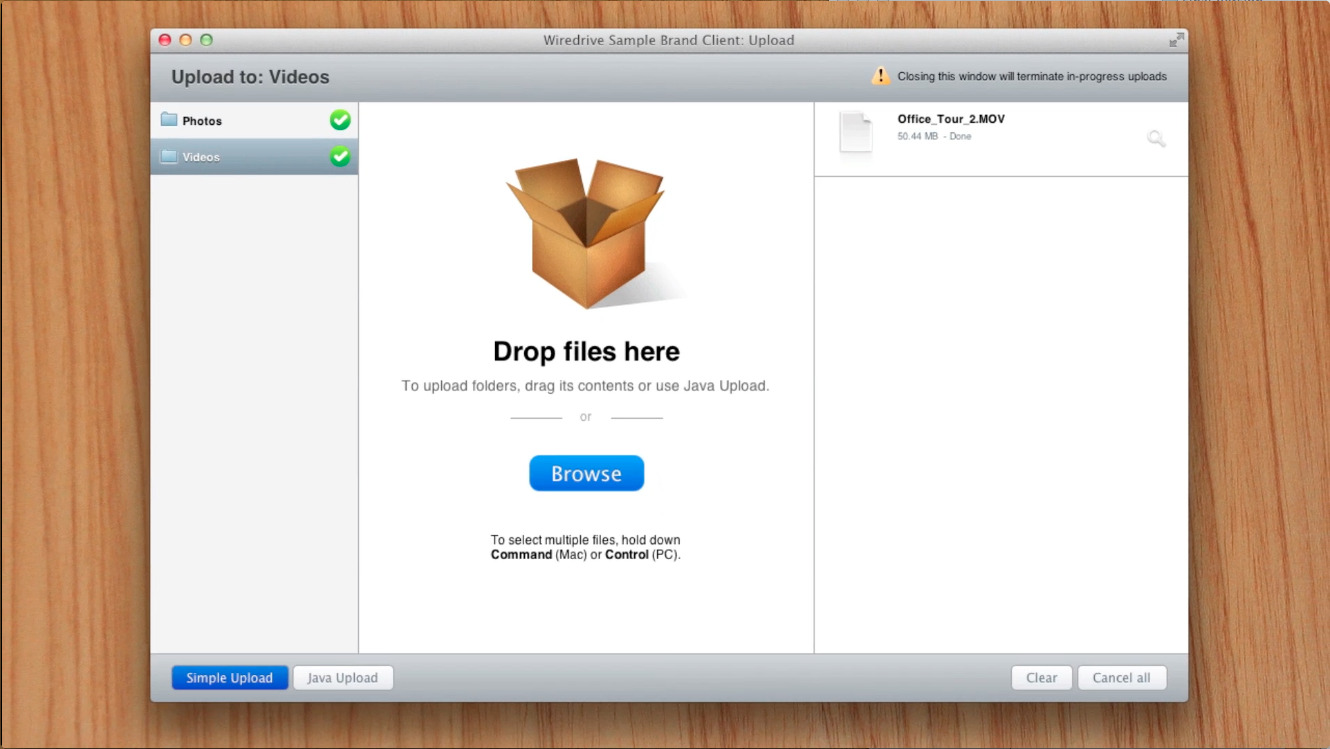 Wiredrive Sample Brand Client: Upload
Upload to: Videos
Closing this window will terminate in-progress uploads
Photos
Videos
Drop files here
To upload folders, drag its contents or use Java Upload.
or
Browse
To select multiple files, hold down
Command (Mac) or Control (PC).
Office_Tour_2.MOV
50.44 MB - Done
Simple Upload
Java Upload
Clear
Cancel all